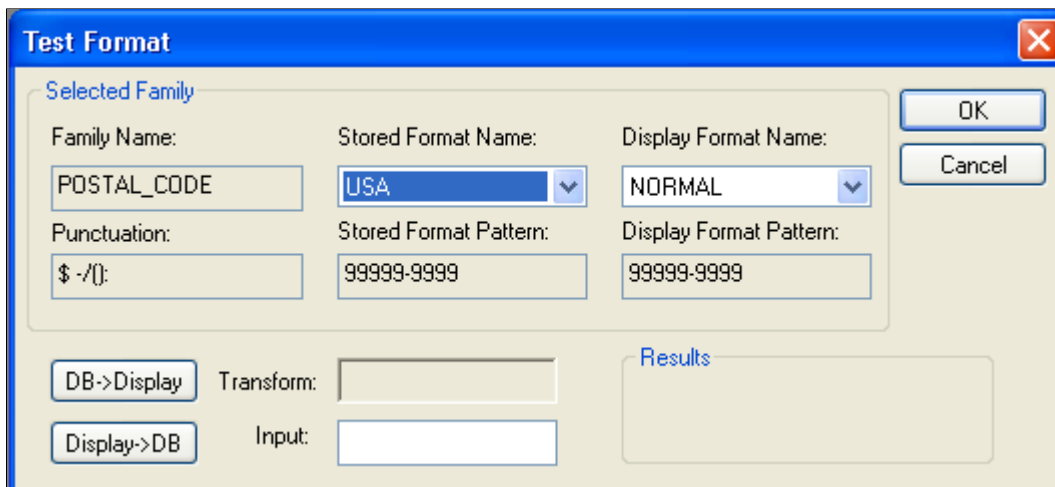 Test Format
Selected Family
OK
Family Name:
Stored Format Name:
Display Format Name:
Cancel
POSTAL_CODE
USA
NORMAL
Punctuation:
Stored Format Pattern:
Display Format Pattern:
$ -/():
99999-9999
99999-9999
DB->Display
Transform:
Results
Display->DB
Input: